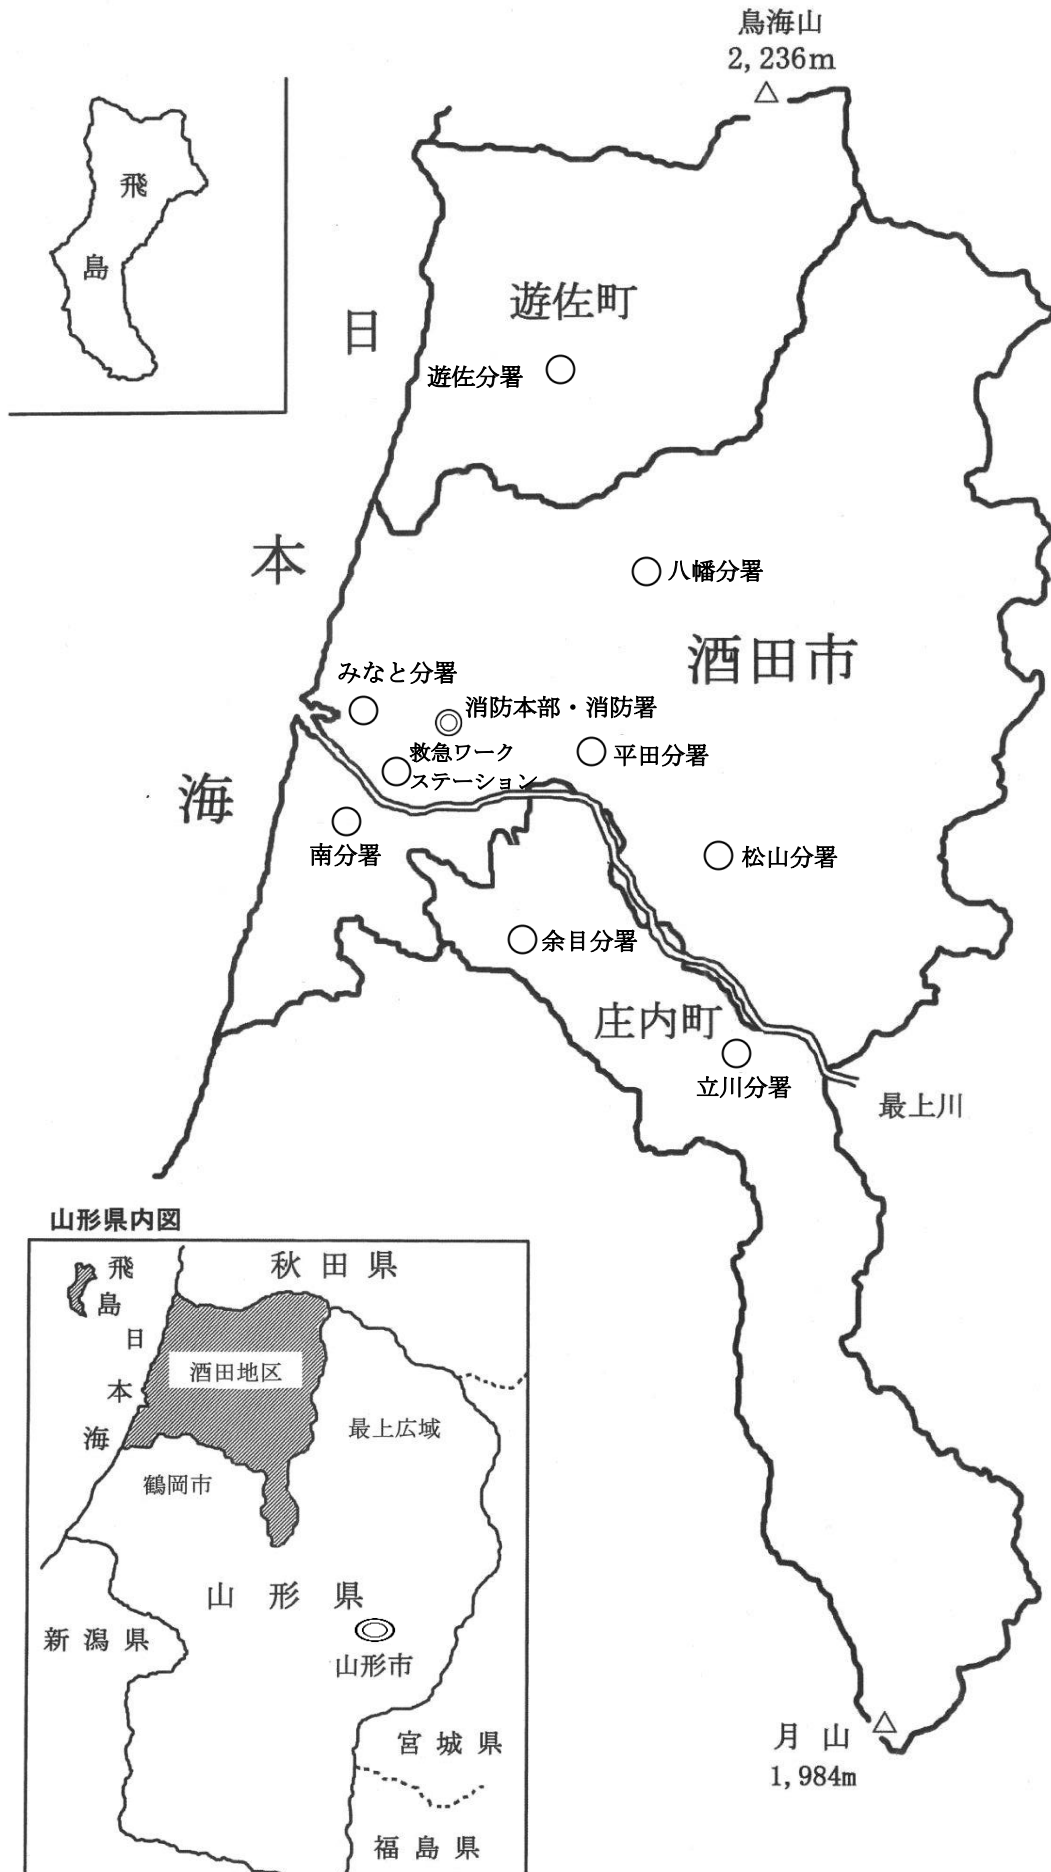 鳥海山
2,236m
飛
島
遊佐町
日
本
海
遊佐分署
八幡分署
酒田市
みなと分署
消防本部・消防署
救急ワーク
ステーション
平田分署
南分署
松山分署
余目分署
庄内町
立川分署
最上川
山形県内図
飛
島
秋田県
日
本
海
酒田地区
最上広域
鶴岡市
山形県
新潟県
山形市
宮城県
福島県
月山
1,984m